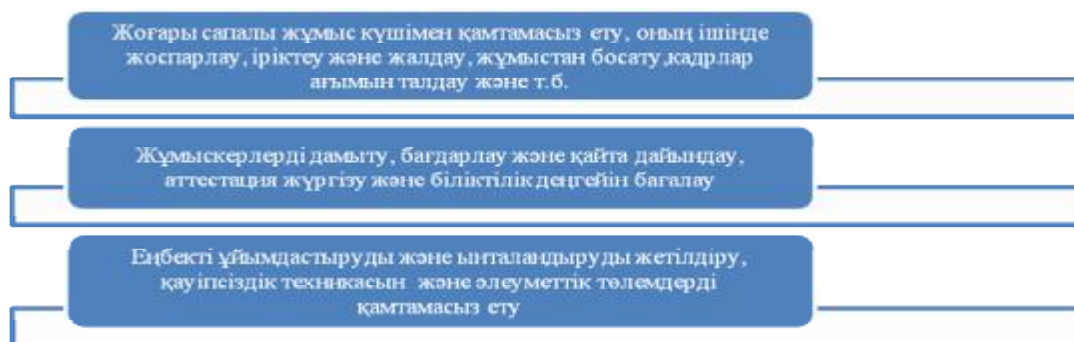 Жоғары сапалы жұмыс күшімен қамтамасыз ету, оның ішінде
жоспарлау, іріктеу және жалдау, жұмыстан босату,кадрлар
ағымын талдау және т.б.
Жұмыскерлерді дамыту, бағдарлау және қайта дайындау,
аттестация жүргізу және біліктілік деңгейін бағалау
Еңбекті ұйымдастыруды және ынталандыруды жетілдіру,
қауіпсіздік техникасын және әлеуметтік төлемдерді
қамтамасыз ету